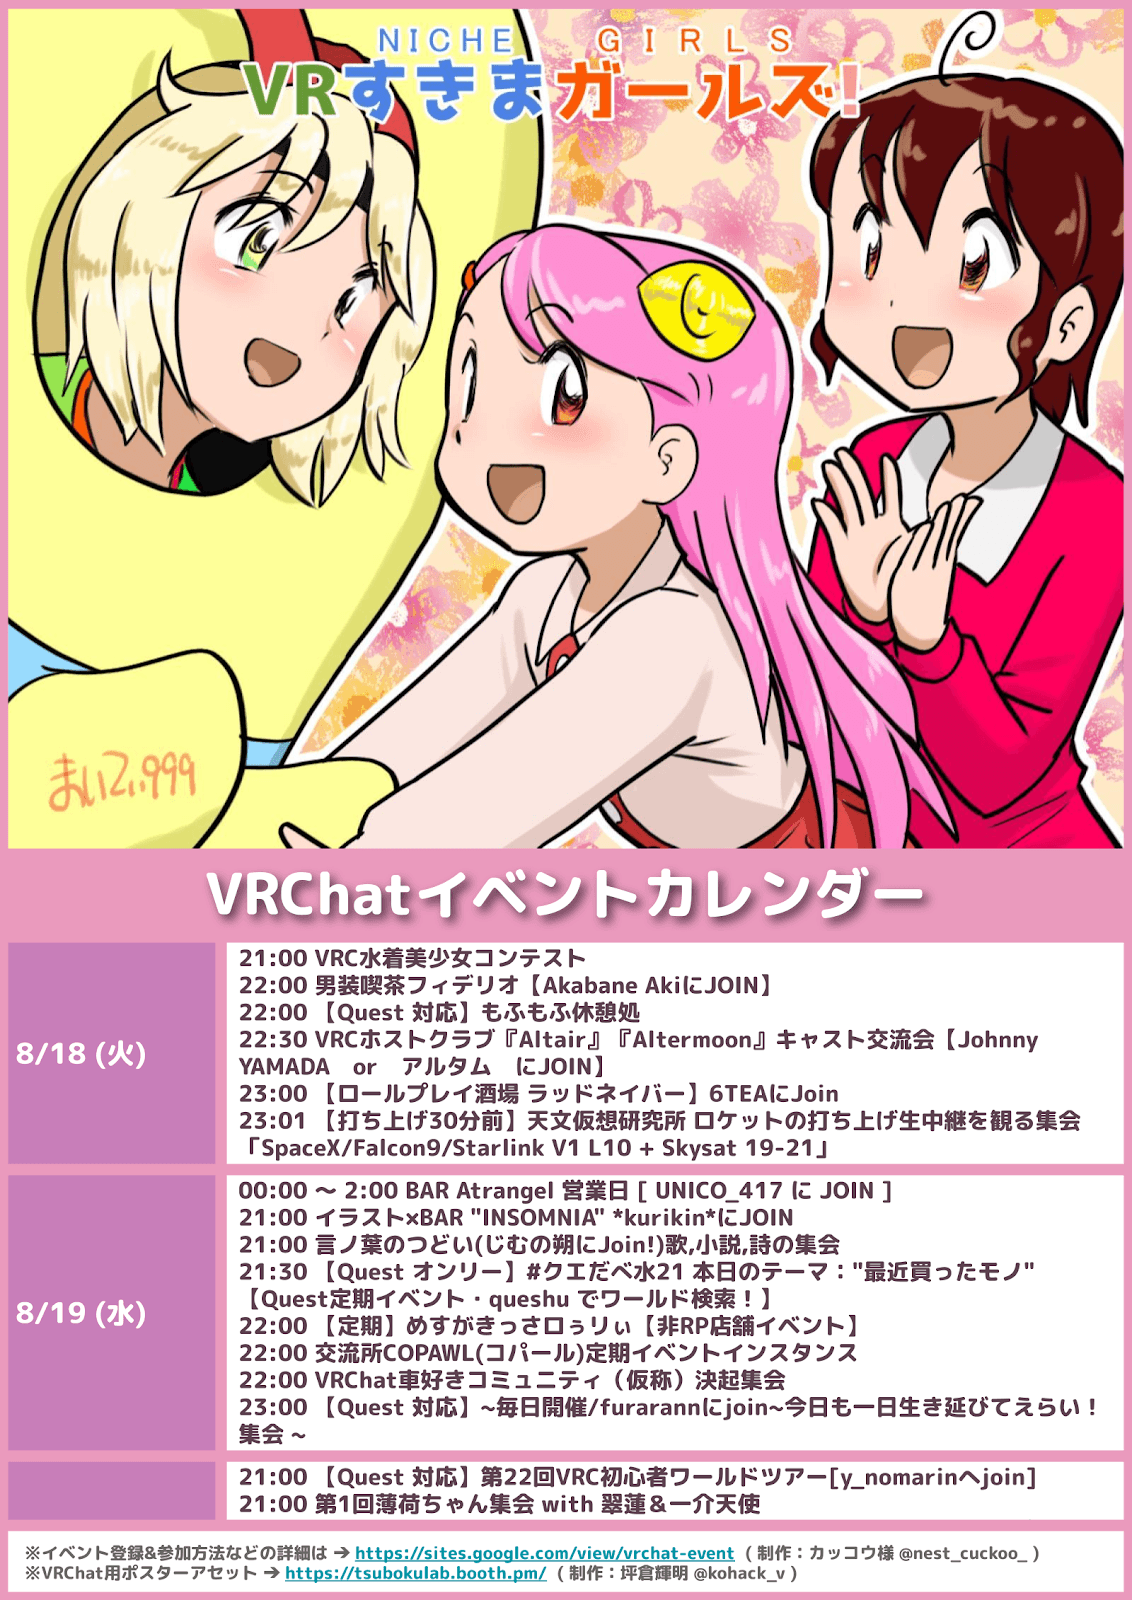 NICHE GIRLS
VRすきまガールズ!
まいてぃ999
VRChatイベントカレンダー
8/18 (火)
21:00 VRC水着美少女コンテスト
22:00 男装喫茶フィデリオ【Akabane AkiにJOIN】
22:00 【Quest 対応】もふもふ休憩処
22:30 VRCホストクラブ『Altair』『Altermoon』キャスト交流会【Johnny
YAMADA　or　アルタム　にJOIN】
23:00 【ロールプレイ酒場 ラッドネイバー】6TEAにJoin
23:01 【打ち上げ30分前】天文仮想研究所 ロケットの打ち上げ生中継を観る集会
「SpaceX/Falcon9/Starlink V1 L10 + Skysat 19-21」
8/19 (水)
00:00 〜 2:00 BAR Atrangel 営業日 [ UNICO_417 に JOIN ]
21:00 イラスト×BAR "INSOMNIA" *kurikin*にJOIN
21:00 言ノ葉のつどい(じむの朔にJoin!)歌,小説,詩の集会
21:30 【Quest オンリー】#クエだべ水21 本日のテーマ："最近買ったモノ"
【Quest定期イベント・queshu でワールド検索！】
22:00 【定期】めすがきっさロぅリぃ【非RP店舗イベント】
22:00 交流所COPAWL(コパール)定期イベントインスタンス
22:00 VRChat車好きコミュニティ（仮称）決起集会
23:00 【Quest 対応】~毎日開催/furarannにjoin~今日も一日生き延びてえらい！
集会 ~
21:00 【Quest 対応】第22回VRC初心者ワールドツアー[y_nomarinへjoin]
21:00 第1回薄荷ちゃん集会 with 翠蓮＆一介天使
※イベント登録&参加方法などの詳細は ➔ https://sites.google.com/view/vrchat-event （ 制作：カッコウ様 @nest_cuckoo_ ）
※VRChat用ポスターアセット ➔ https://tsubokulab.booth.pm/ （ 制作：坪倉輝明 @kohack_v ）